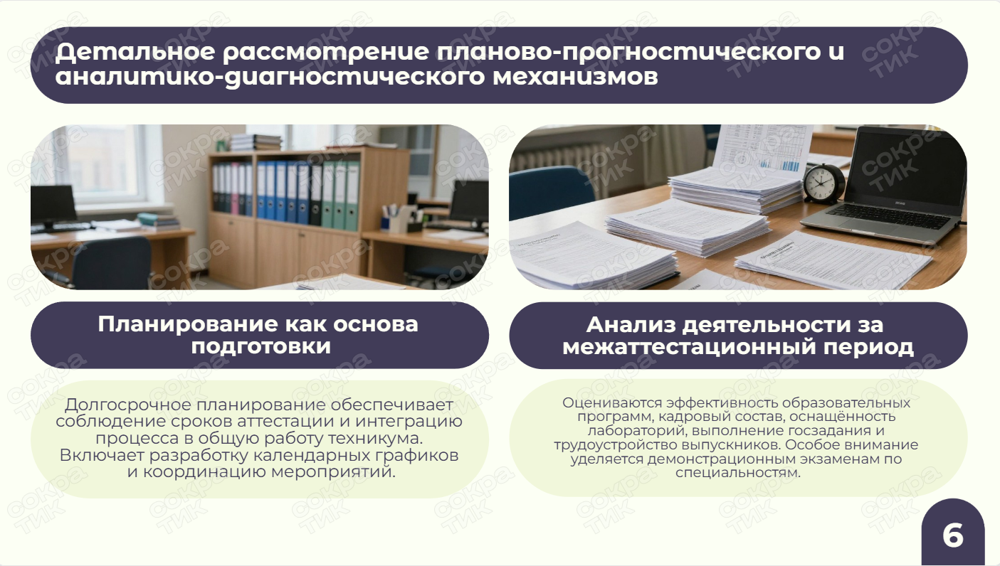 Детальное рассмотрение планово-прогностического и
аналитико-диагностического механизмов
Планирование как основа
подготовки
Анализ деятельности за
межаттестационный период
Долгосрочное планирование обеспечивает
соблюдение сроков аттестации и интеграцию
процесса в общую работу техникума.
Включает разработку календарных графиков
и координацию мероприятий.
Оцениваются эффективность образовательных
программ, кадровый состав, оснащённость
лабораторий, выполнение госзадания и
трудоустройство выпускников. Особое внимание
уделяется демонстрационным экзаменам по
специальностям.
6
сокра
тик